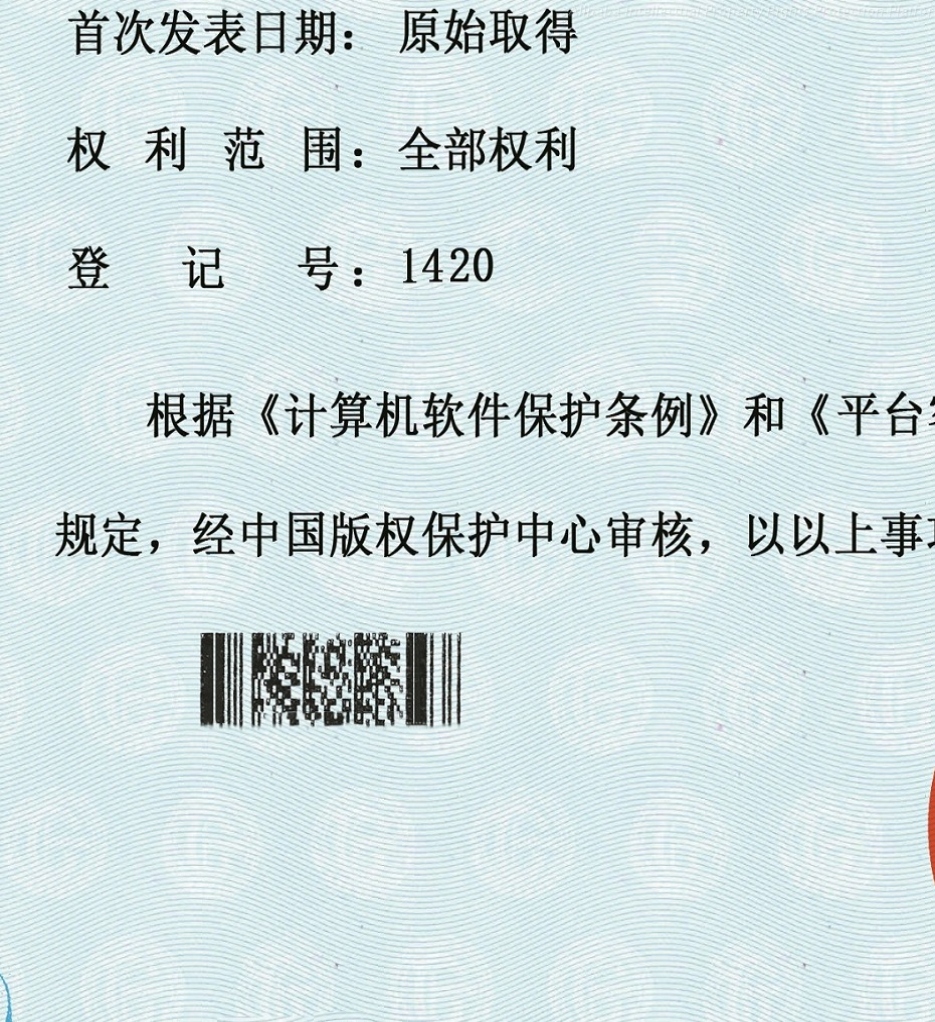 首次发表日期： 原始取得
权 利 范 围：全部权利
登 记 号：1420
根据《计算机软件保护条例》和《平台
规定，经中国版权保护中心审核，以以上事